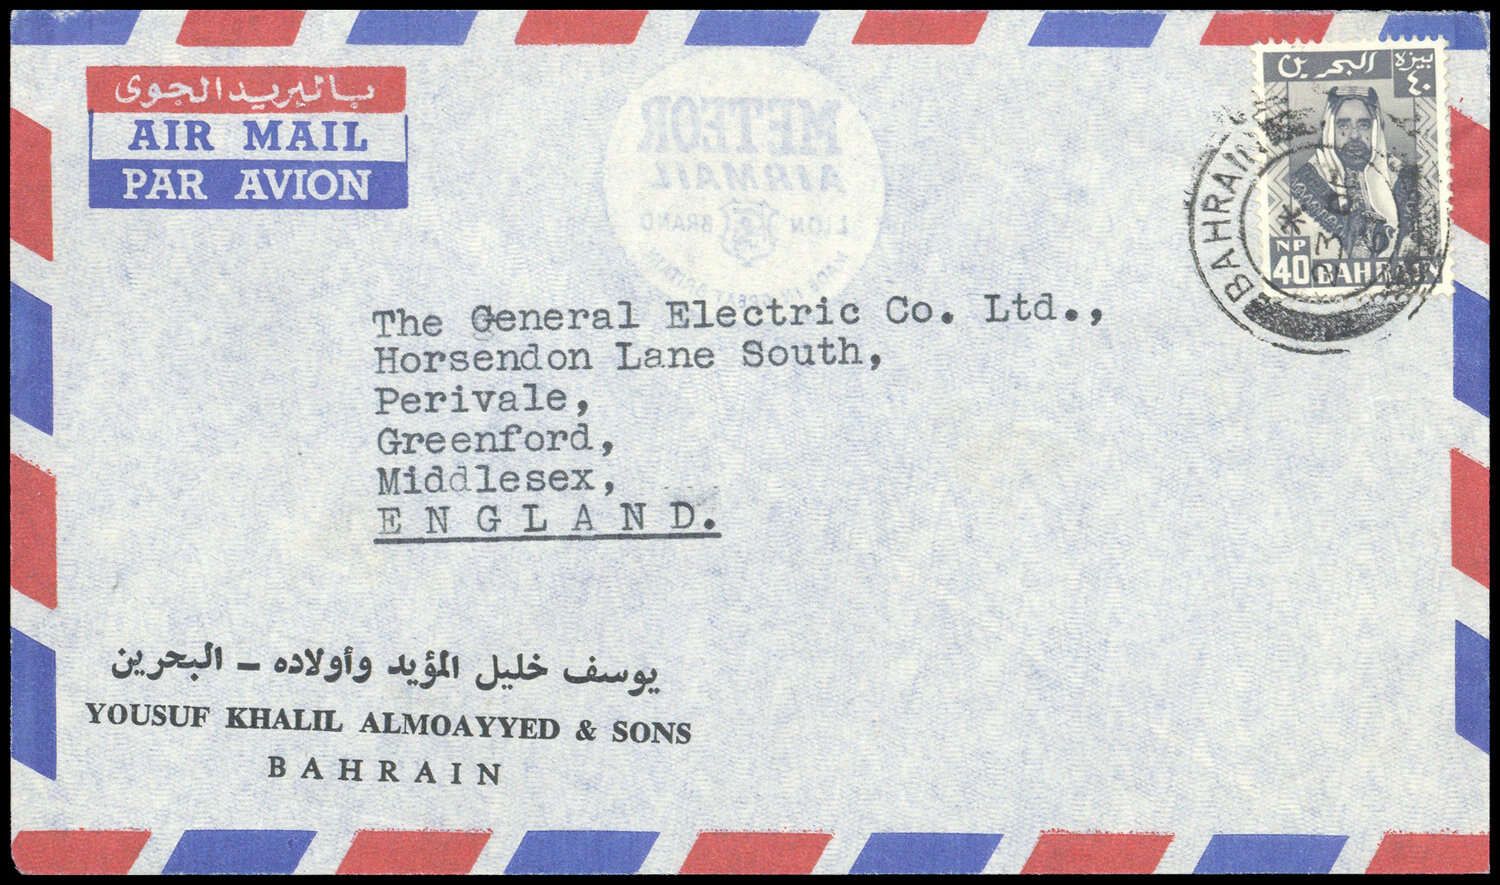 بالبريد الجوى
AIR MAIL
PAR AVION
METEOR
AIRMAIL
LION BRAND
البحرين
بيزة
٤٠
NP
40 BAHRAIN
BAHRAIN
The General Electric Co. Ltd.,
Horsendon Lane South,
Perivale,
Greenford,
Middlesex,
E N G L A N D.
يوسف خليل المؤيد وأولاده – البحرين
YOUSUF KHALIL ALMOAYYED & SONS
BAHRAIN